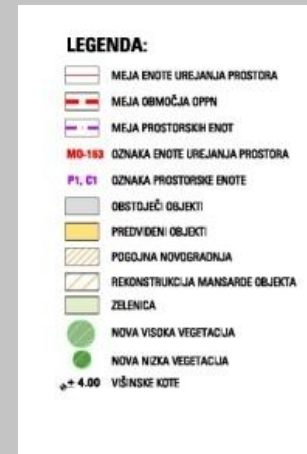 LEGENDA:
MEJA ENOTE UREJANJA PROSTORA
MEJA OBMOČJA OPPN
MEJA PROSTORSKIH ENOT
MO-163 OZNAKA ENOTE UREJANJA PROSTORA
P1, C1 OZNAKA PROSTORSKE ENOTE
OBSTOJEČI OBJEKTI
PREDVIDENI OBJEKTI
POGOJNA NOVOGRADNJA
REKONSTRUKCIJA MANSARDE OBJEKTA
ZELENICA
NOVA VISOKA VEGETACIJA
NOVA NIZKA VEGETACIJA
± 4.00 VIŠINSKE KOTE